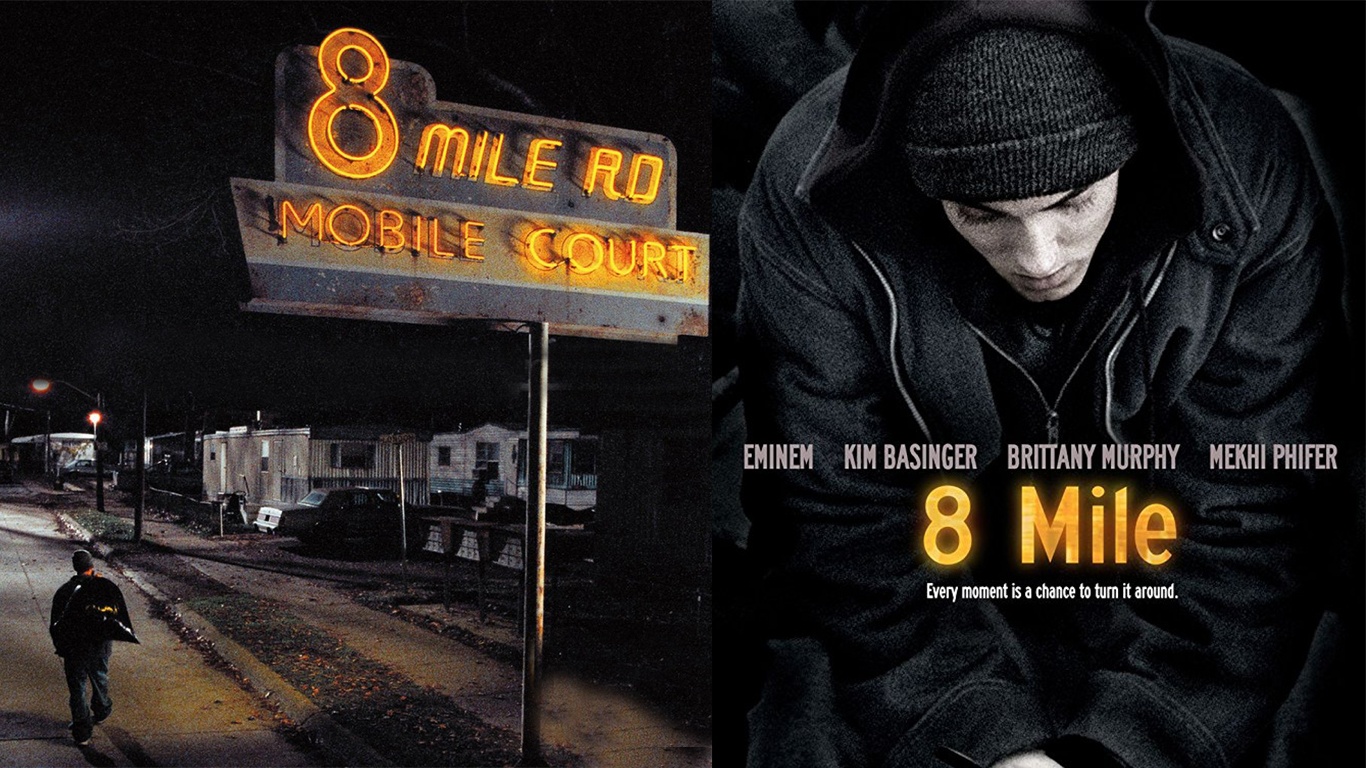 8 MILE RD
MOBILE COURT
EMINEM KIM BASINGER BRITTANY MURPHY MEKHI PHIFER
8 Mile
Every moment is a chance to turn it around.